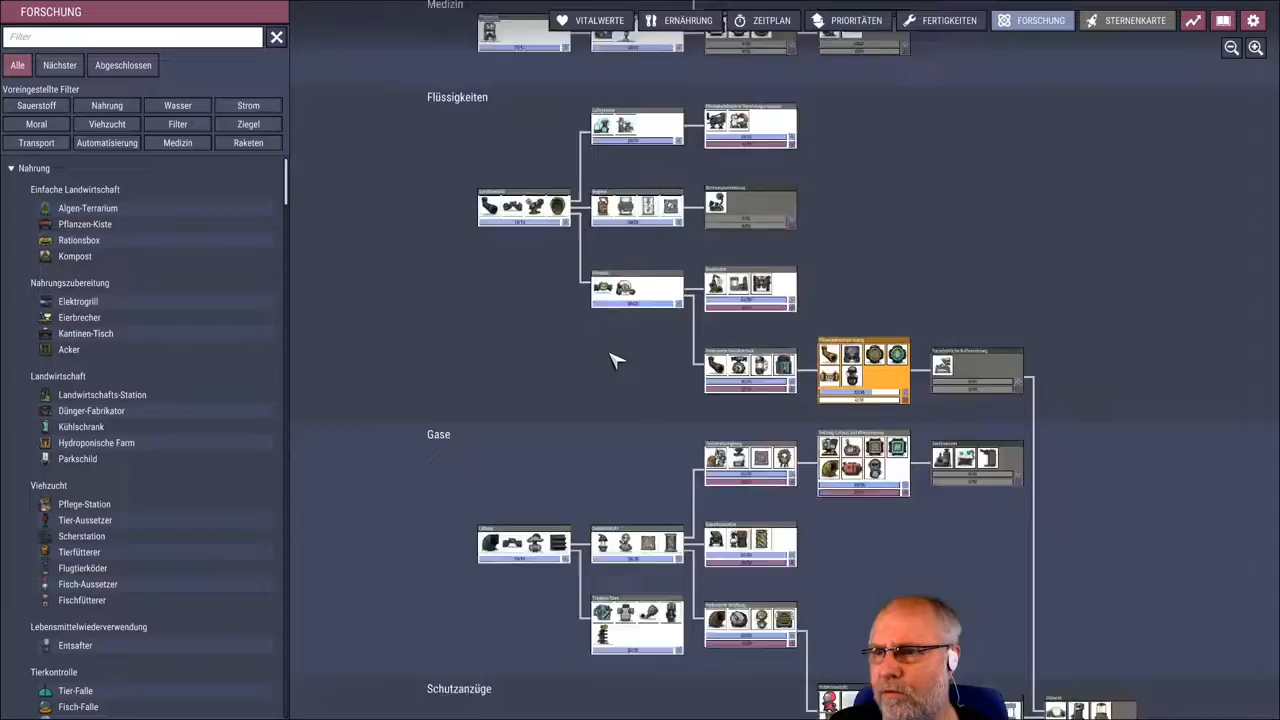 FORSCHUNG
Filter
Alle
Nächster
Abgeschlossen
Voreingestellte Filter
Sauerstoff
Nahrung
Wasser
Strom
Moral
Viehzucht
Filter
Ziegel
Transport
Automatisierung
Medizin
Raketen
Nahrung
Einfache Landwirtschaft
Algen-Terrarium
Pflanzen-Kiste
Rationsbox
Kompost
Nahrungszubereitung
Elektrogrill
Eierbrecher
Kantinen-Tisch
Acker
Landwirtschaft
Landwirtschafts-Station
Dünger-Fabrikator
Kühlschrank
Hydroponische Farm
Parkschild
Viehzucht
Pflege-Station
Tier-Aussetzer
Scherstation
Tierfütterer
Flugtierköder
Fisch-Aussetzer
Fischfütterer
Lebensmittelwiederverwendung
Entsafter
Tierkontrolle
Tier-Falle
Fisch-Falle
VITALWERTE
ERNÄHRUNG
ZEITPLAN
PRIORITÄTEN
FERTIGKEITEN
FORSCHUNG
STERNENKARTE
Medizin
Flüssigkeiten
Gase
Schutzanzüge